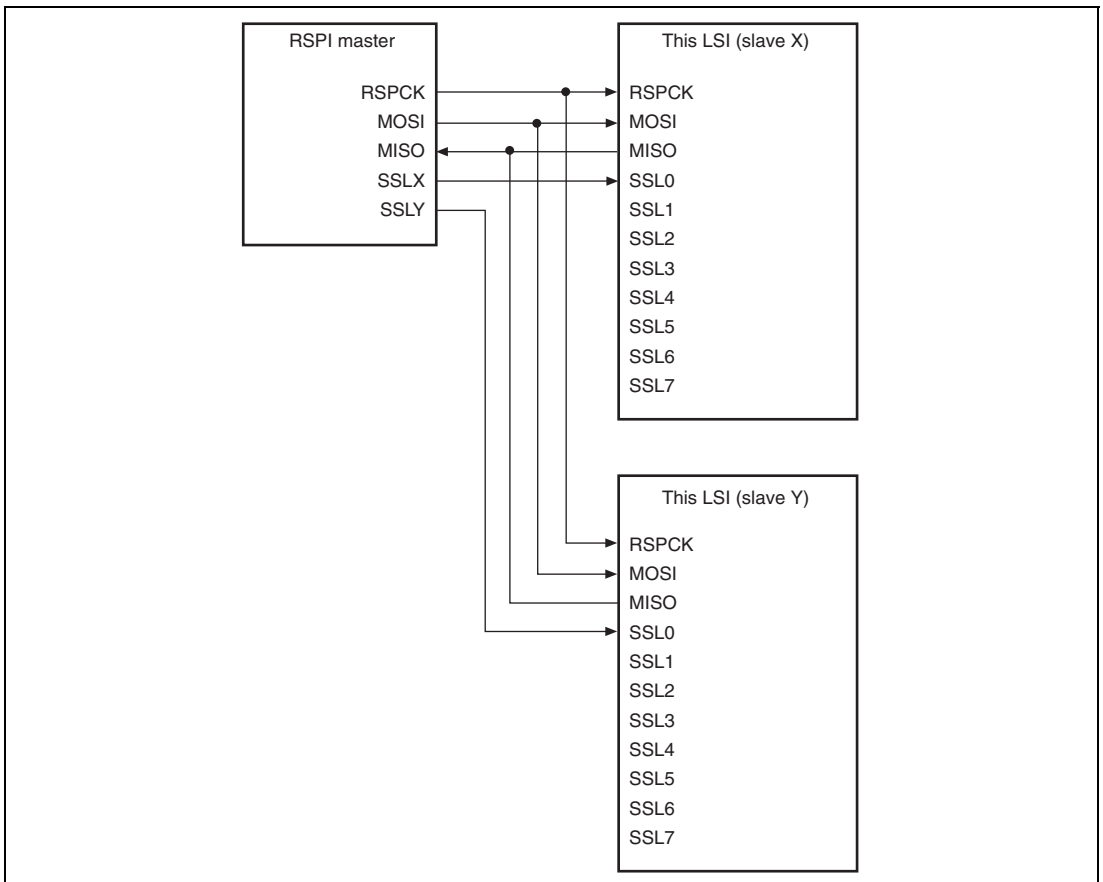 RSPI master
RSPCK
MOSI
MISO
SSLX
SSLY
This LSI (slave X)
RSPCK
MOSI
MISO
SSL0
SSL1
SSL2
SSL3
SSL4
SSL5
SSL6
SSL7
This LSI (slave Y)
RSPCK
MOSI
MISO
SSL0
SSL1
SSL2
SSL3
SSL4
SSL5
SSL6
SSL7